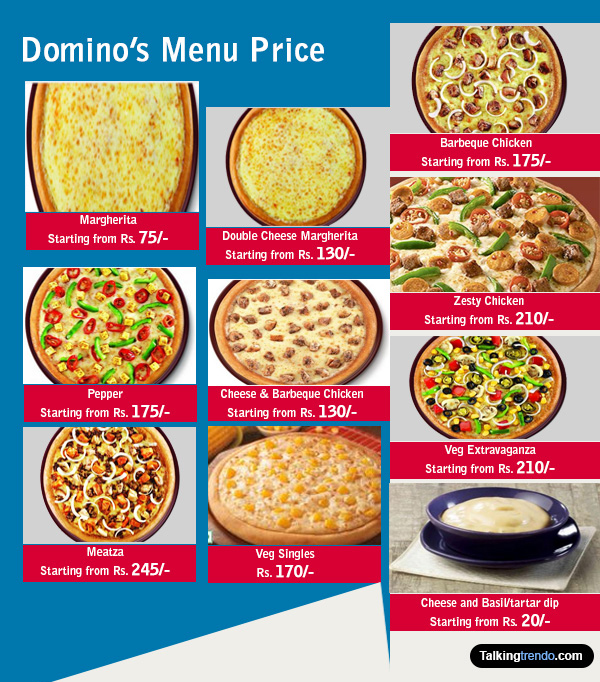 Domino's Menu Price
Margherita
Starting from Rs. 75/-
Double Cheese Margherita
Starting from Rs. 130/-
Barbeque Chicken
Starting from Rs. 175/-
Zesty Chicken
Starting from Rs. 210/-
Pepper
Starting from Rs. 175/-
Cheese & Barbeque Chicken
Starting from Rs. 130/-
Veg Extravaganza
Starting from Rs. 210/-
Meatza
Starting from Rs. 245/-
Veg Singles
Rs. 170/-
Cheese and Basil/tartar dip
Starting from Rs. 20/-
Talkingtrendo.com